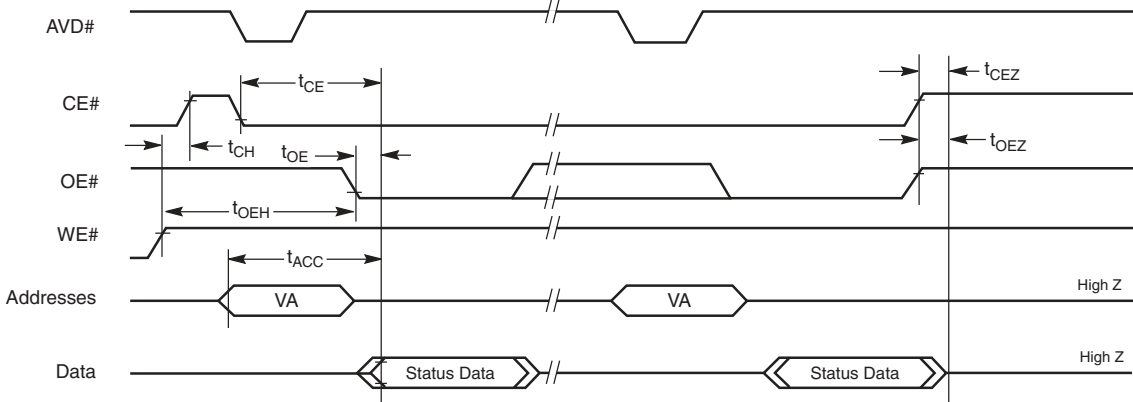 AVD#
tCE
tCEZ
CE#
tCH
tOE
tOEZ
OE#
tOEH
WE#
tACC
Addresses
VA
VA
High Z
Data
Status Data
Status Data
High Z